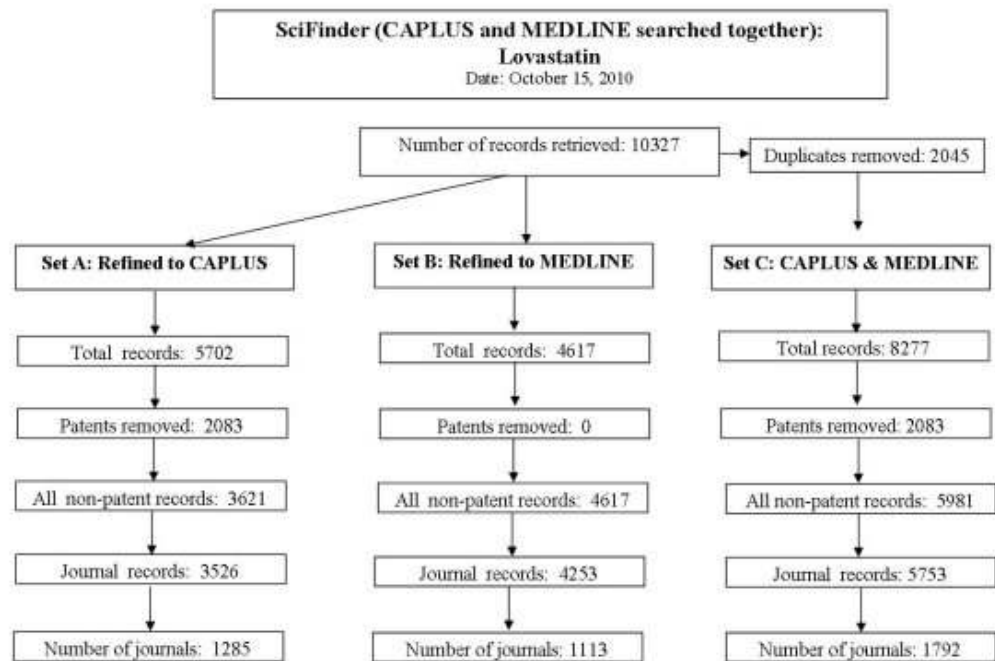 SciFinder (CAPLUS and MEDLINE searched together):
Lovastatin
Date: October 15, 2010
Number of records retrieved: 10327
Duplicates removed: 2045
Set A: Refined to CAPLUS
Set B: Refined to MEDLINE
Set C: CAPLUS & MEDLINE
Total records: 5702
Total records: 4617
Total records: 8277
Patents removed: 2083
Patents removed: 0
Patents removed: 2083
All non-patent records: 3621
All non-patent records: 4617
All non-patent records: 5981
Journal records: 3526
Journal records: 4253
Journal records: 5753
Number of journals: 1285
Number of journals: 1113
Number of journals: 1792